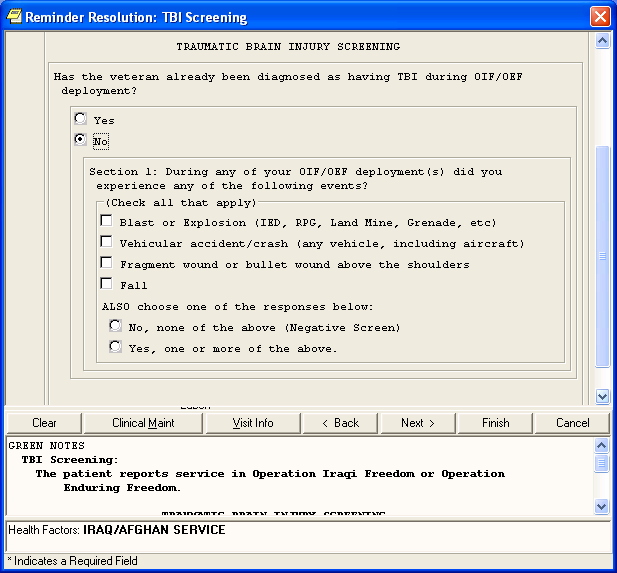 Reminder Resolution: TBI Screening
TRAUMATIC BRAIN INJURY SCREENING
Has the veteran already been diagnosed as having TBI during OIF/OEF
deployment?
Yes
No
Section 1: During any of your OIF/OEF deployment(s) did you
experience any of the following events?
(Check all that apply)
Blast or Explosion (IED, RPG, Land Mine, Grenade, etc)
Vehicular accident/crash (any vehicle, including aircraft)
Fragment wound or bullet wound above the shoulders
Fall
ALSO choose one of the responses below:
No, none of the above (Negative Screen)
Yes, one or more of the above.
Clear Clinical Maint Visit Info < Back Next > Finish Cancel
GREEN NOTES
TBI Screening:
The patient reports service in Operation Iraqi Freedom or Operation
Enduring Freedom.
TRAUMATIC BRAIN INJURY SCREENING
Health Factors: IRAQ/AFGHAN SERVICE
* Indicates a Required Field